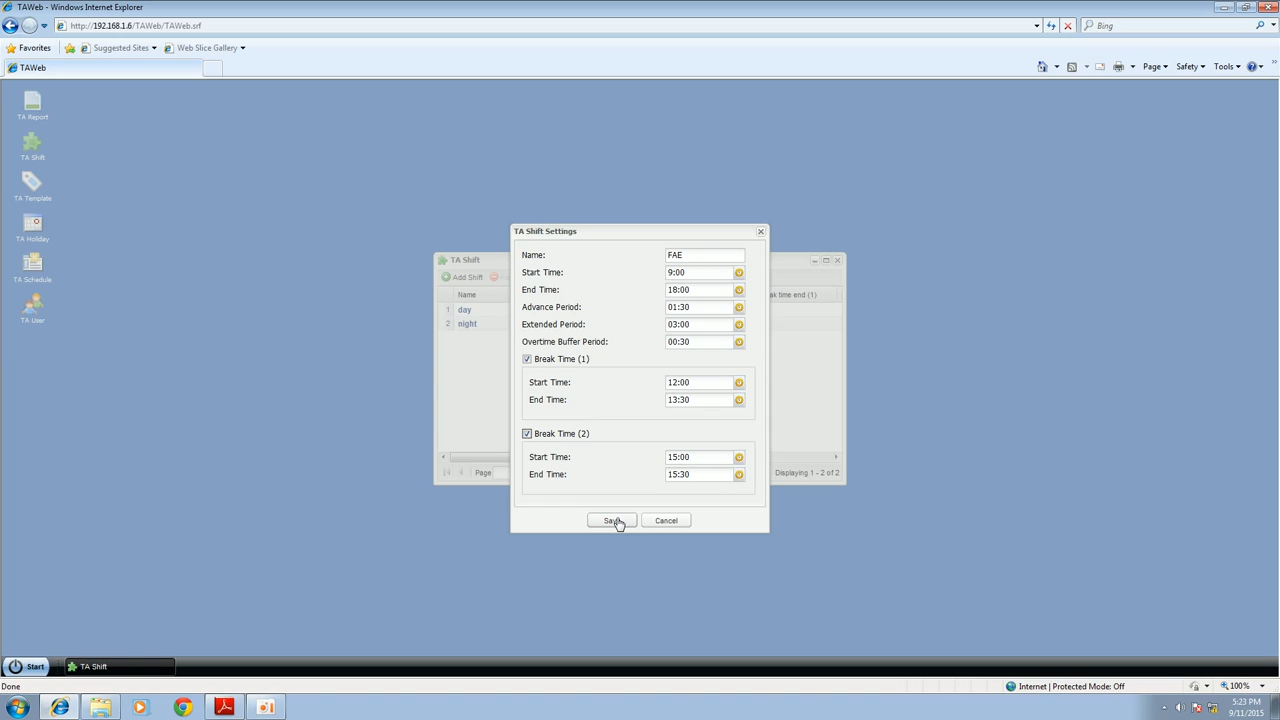 TAWeb - Windows Internet Explorer
http://192.168.1.6/TAWeb/TAWeb.srf
Bing
Favorites Suggested Sites Web Slice Gallery
TAWeb
Page Safety Tools
TA Report
TA Shift
TA Template
TA Holiday
TA Schedule
TA User
TA Shift
Add Shift
Name
ak time end (1)
1 day
2 night
Page
Displaying 1 - 2 of 2
TA Shift Settings
Name: FAE
Start Time: 9:00
End Time: 18:00
Advance Period: 01:30
Extended Period: 03:00
Overtime Buffer Period: 00:30
Break Time (1)
Start Time: 12:00
End Time: 13:30
Break Time (2)
Start Time: 15:00
End Time: 15:30
Save Cancel
Start TA Shift
Done
Internet | Protected Mode: Off
100%
5:23 PM
9/11/2015